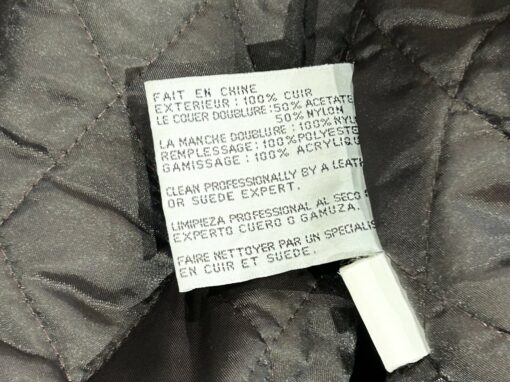 FAIT EN CHINE
EXTERIEUR : 100% CUIR
LE COUER DOUBLURE:50% ACETATE
50% NYLON
LA MANCHE DOUBLURE : 100% NYL
REMPLESSAGE: 100%POLYESTE
GAMISSAGE : 100% ACRYLIQ
CLEAN PROFESSIONALLY BY A LEATH
OR SUEDE EXPERT.
LIMPIEZA PROFESSIONAL AL SECO
EXPERTO CUERO O GAMUZA.
FAIRE NETTOYER PAR UN SPECIALIS
EN CUIR ET SUEDE.